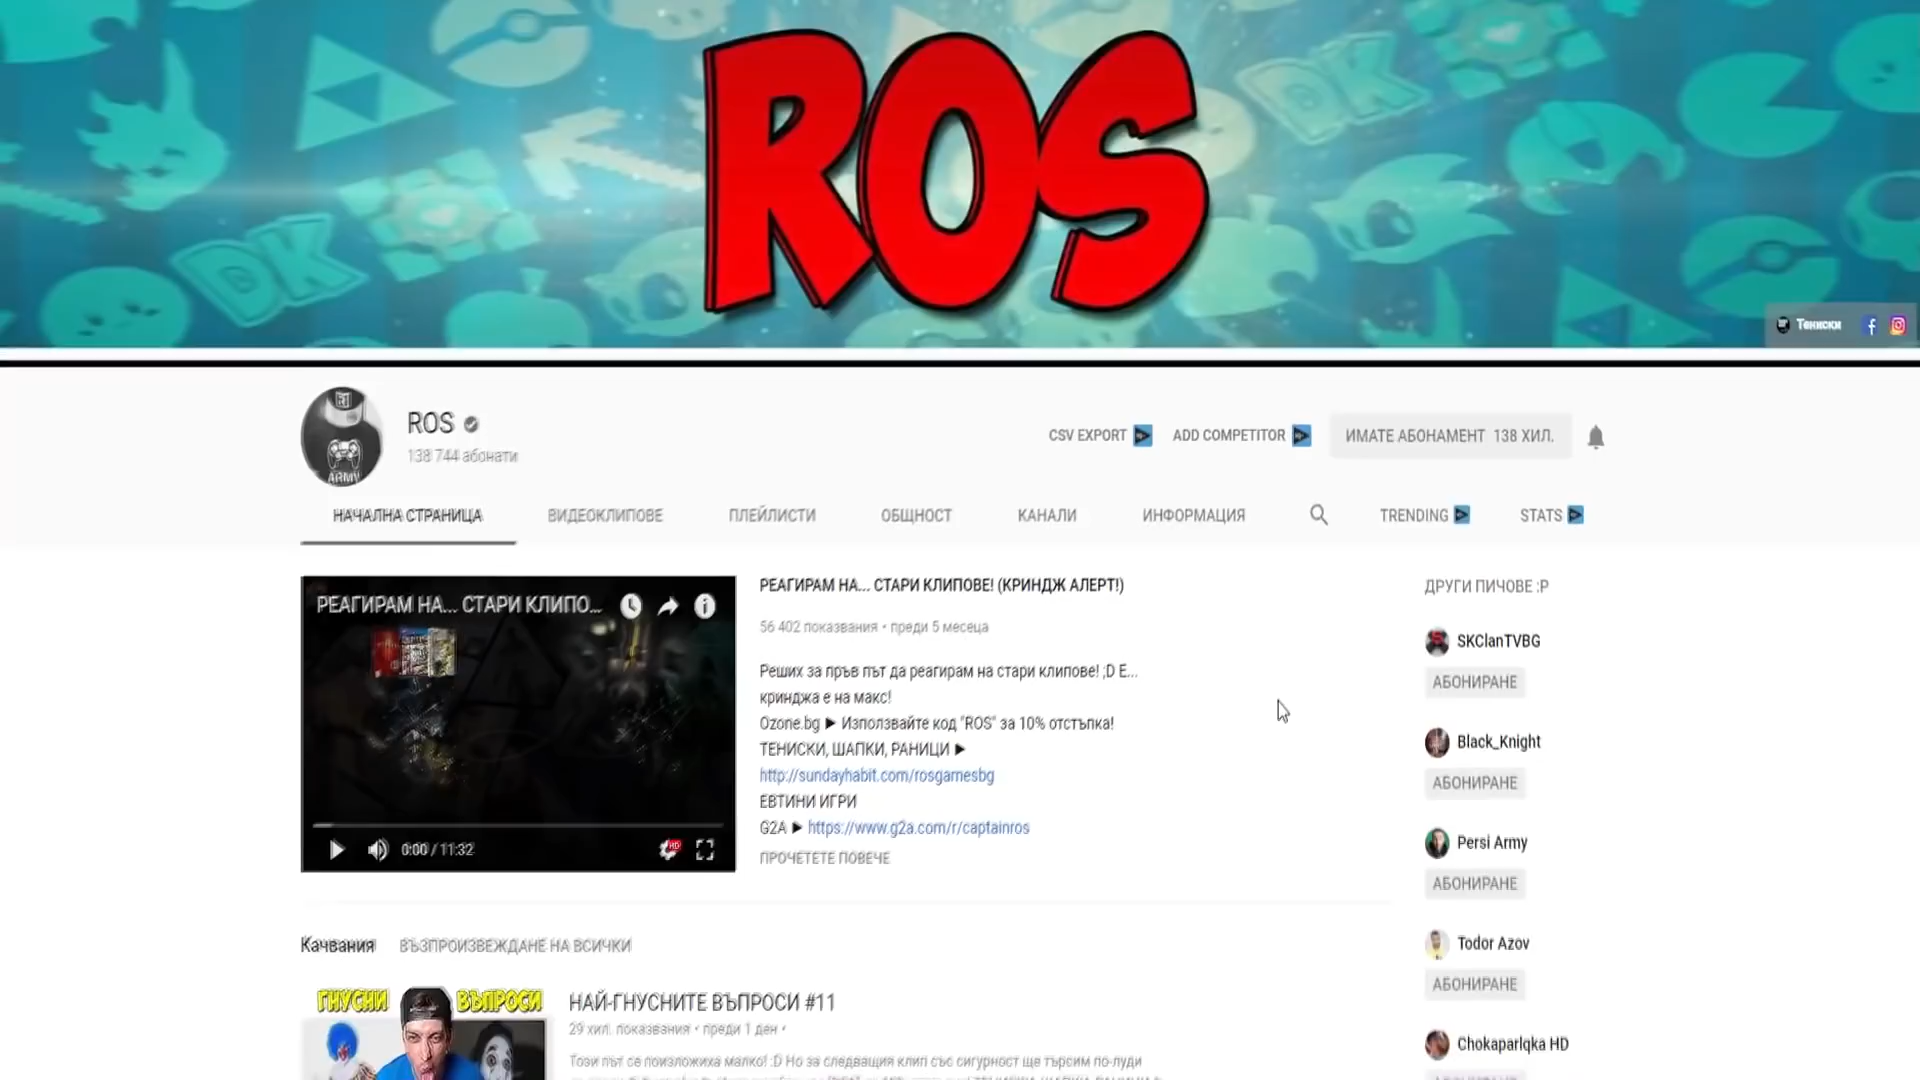 ROS
DK
DK
Тениски
ROS
138 744 абонати
CSV EXPORT
ADD COMPETITOR
ИМАТЕ АБОНАМЕНТ 138 ХИЛ.
ARMY
НАЧАЛНА СТРАНИЦА
ВИДЕОКЛИПОВЕ
ПЛЕЙЛИСТИ
ОБЩНОСТ
КАНАЛИ
ИНФОРМАЦИЯ
TRENDING
STATS
РЕАГИРАМ НА... СТАРИ КЛИПО...
0:00 / 11:32
HD
РЕАГИРАМ НА... СТАРИ КЛИПОВЕ! (КРИНДЖ АЛЕРТ!)
56 402 показвания • преди 5 месеца
Реших за пръв път да реагирам на стари клипове! ;D Е...
кринджа е на макс!
Ozone.bg ► Използвайте код "ROS" за 10% отстъпка!
ТЕНИСКИ, ШАПКИ, РАНИЦИ ►
http://sundayhabit.com/rosgamesbg
ЕВТИНИ ИГРИ
G2A ► https://www.g2a.com/r/captainros
ПРОЧЕТЕТЕ ПОВЕЧЕ
ДРУГИ ПИЧОВЕ :P
SKClanTVBG
АБОНИРАНЕ
Black_Knight
АБОНИРАНЕ
Persi Army
АБОНИРАНЕ
Todor Azov
АБОНИРАНЕ
Chokaparlqka HD
Качвания
ВЪЗПРОИЗВЕЖДАНЕ НА ВСИЧКИ
ГНУСНИ ВЪПРОСИ
НАЙ-ГНУСНИТЕ ВЪПРОСИ #11
29 хил. показвания • преди 1 ден •
Този път се поизложиха малко! :D Но за следващия клип със сигурност ще търсим по-луди